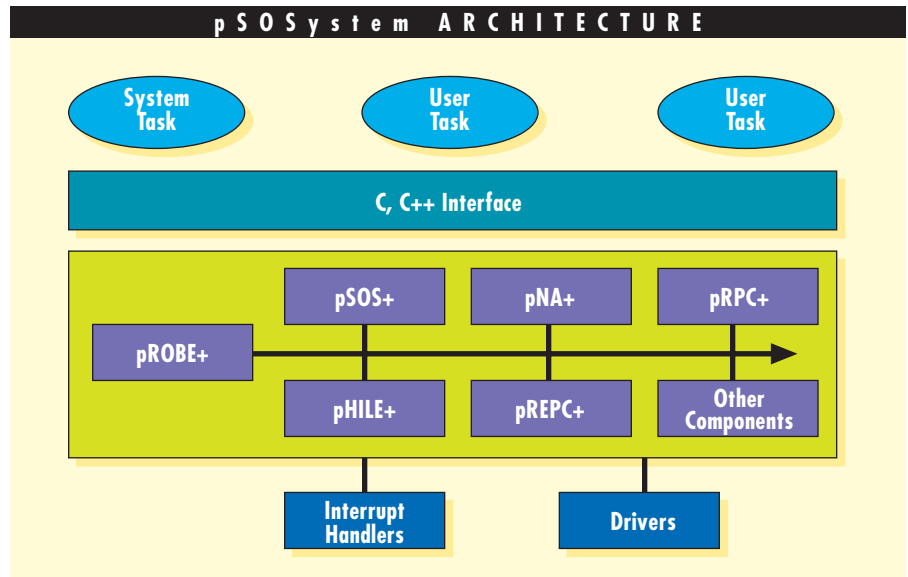 pSOSystem ARCHITECTURE
System
Task
User
Task
User
Task
C, C++ Interface
pSOS+
pNA+
pRPC+
pROBE+
pHILE+
pREPC+
Other
Components
Interrupt
Handlers
Drivers